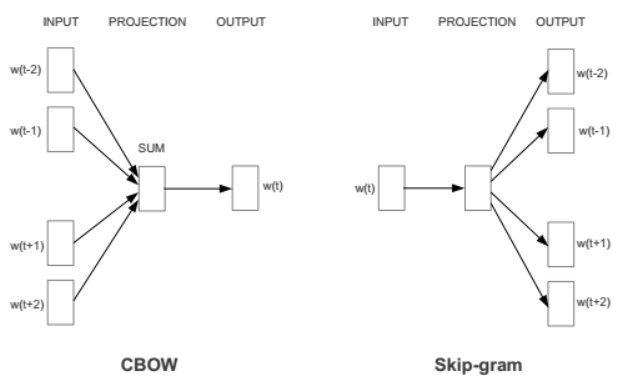 INPUT PROJECTION OUTPUT
w(t-2)
w(t-1)
SUM
w(t)
w(t+1)
w(t+2)
CBOW
INPUT PROJECTION OUTPUT
w(t-2)
w(t-1)
w(t)
w(t+1)
w(t+2)
Skip-gram